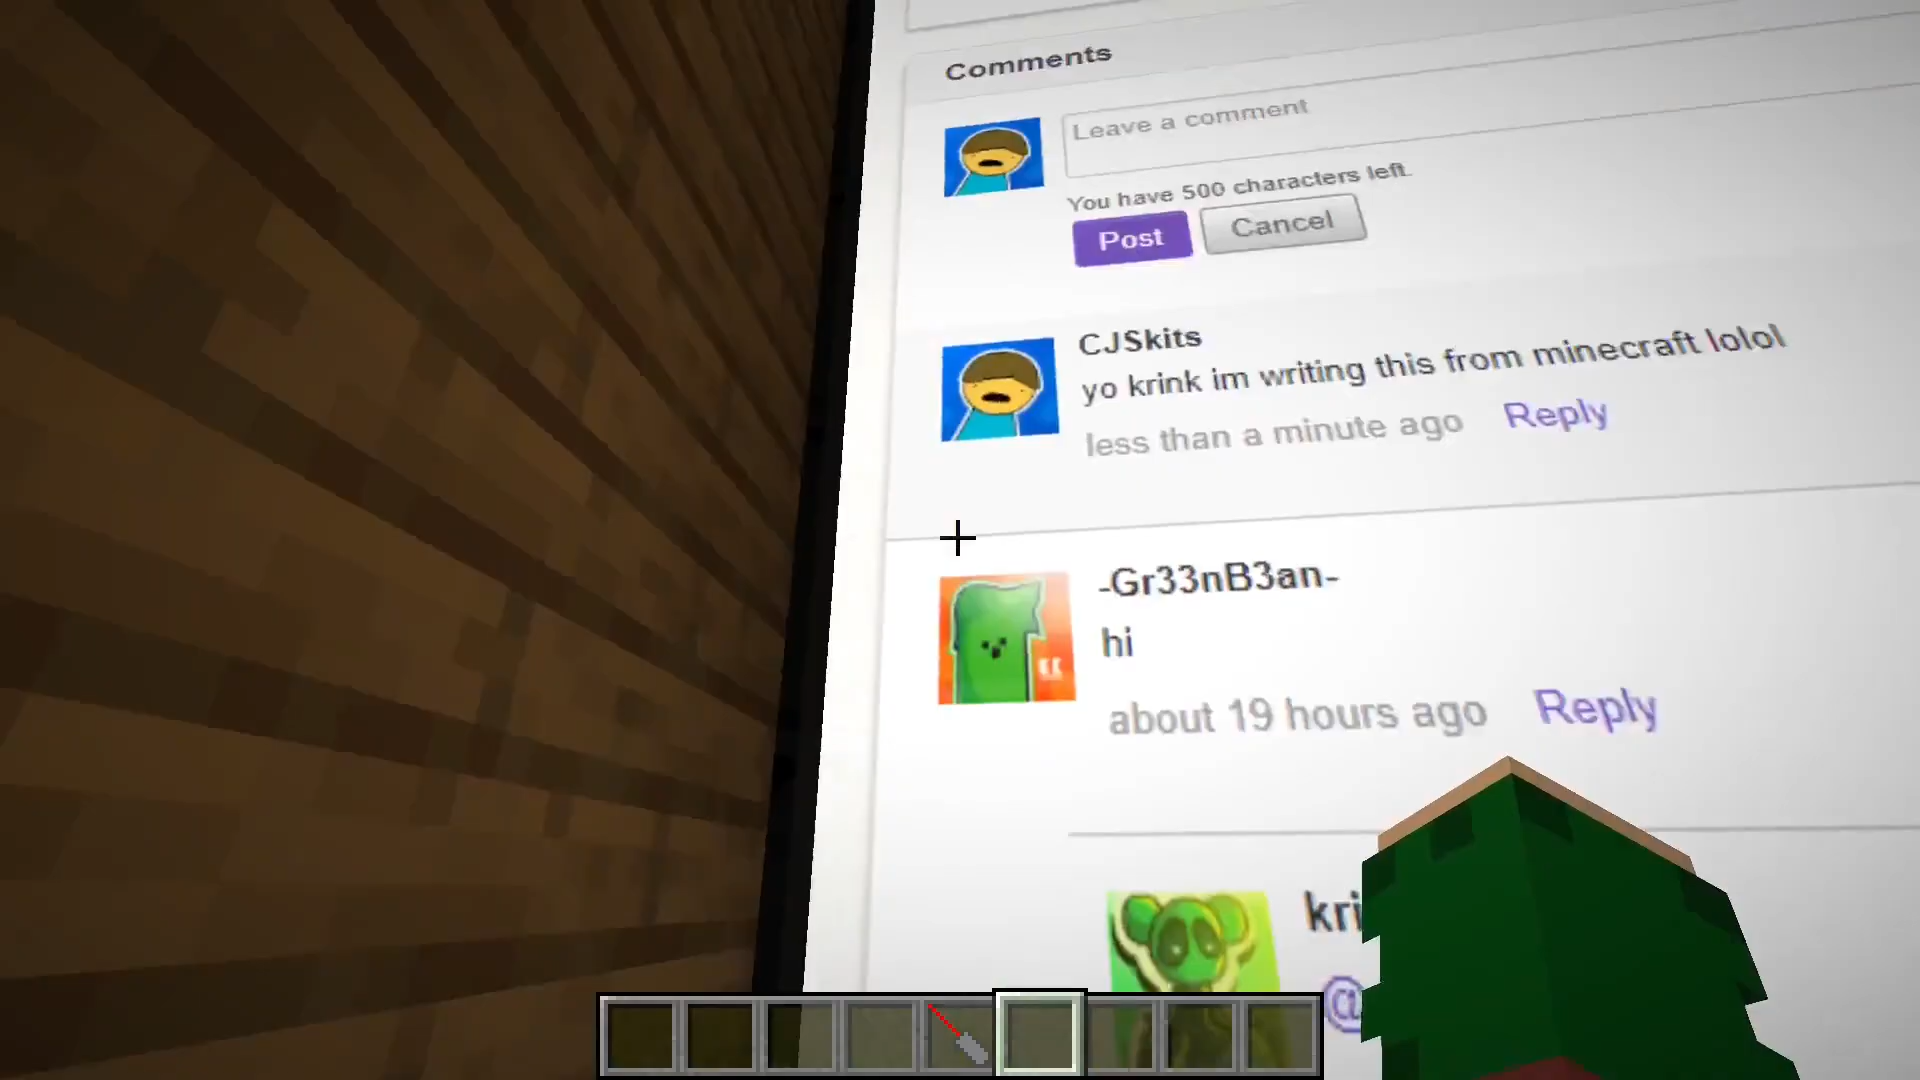 Comments
Leave a comment
You have 500 characters left.
Post Cancel
CJSkits
yo krink im writing this from minecraft lolol
less than a minute ago Reply
-Gr33nB3an-
hi
about 19 hours ago Reply
@